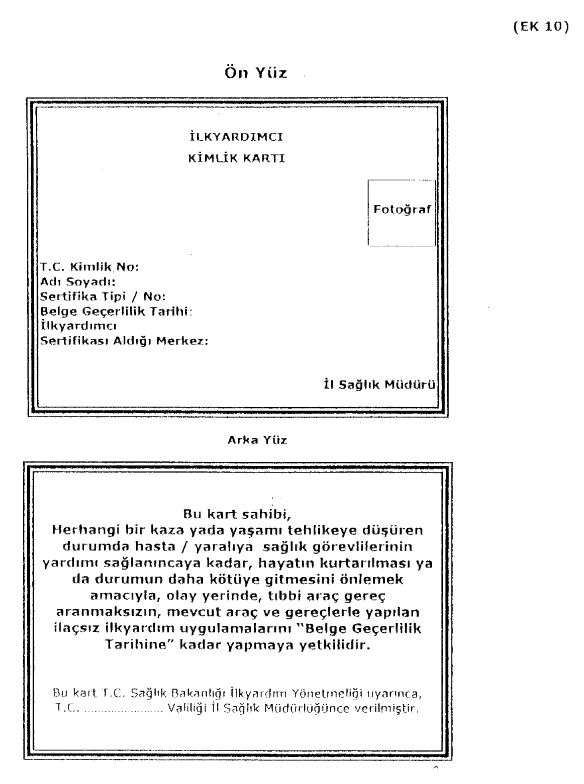 (EK 10)
Ön Yüz
İLKYARDIMCI
KİMLİK KARTI
Fotoğraf
T.C. Kimlik No:
Adı Soyadı:
Sertifika Tipi / No:
Belge Geçerlilik Tarihi:
İlkyardımcı
Sertifikası Aldığı Merkez:
İl Sağlık Müdürü
Arka Yüz
Bu kart sahibi,
Herhangi bir kaza yada yaşamı tehlikeye düşüren
durumda hasta / yaralıya sağlık görevlilerinin
yardımı sağlanıncaya kadar, hayatın kurtarılması ya
da durumun daha kötüye gitmesini önlemek
amacıyla, olay yerinde, tıbbi araç gereç
aranmaksızın, mevcut araç ve gereçlerle yapılan
ilaçsız ilkyardım uygulamalarını "Belge Geçerlilik
Tarihine" kadar yapmaya yetkilidir.
Bu kart T.C. Sağlık Bakanlığı İlkyardım Yönetmeliği uyarınca,
T.C. ........................ Valiliği İl Sağlık Müdürlüğünce verilmiştir.